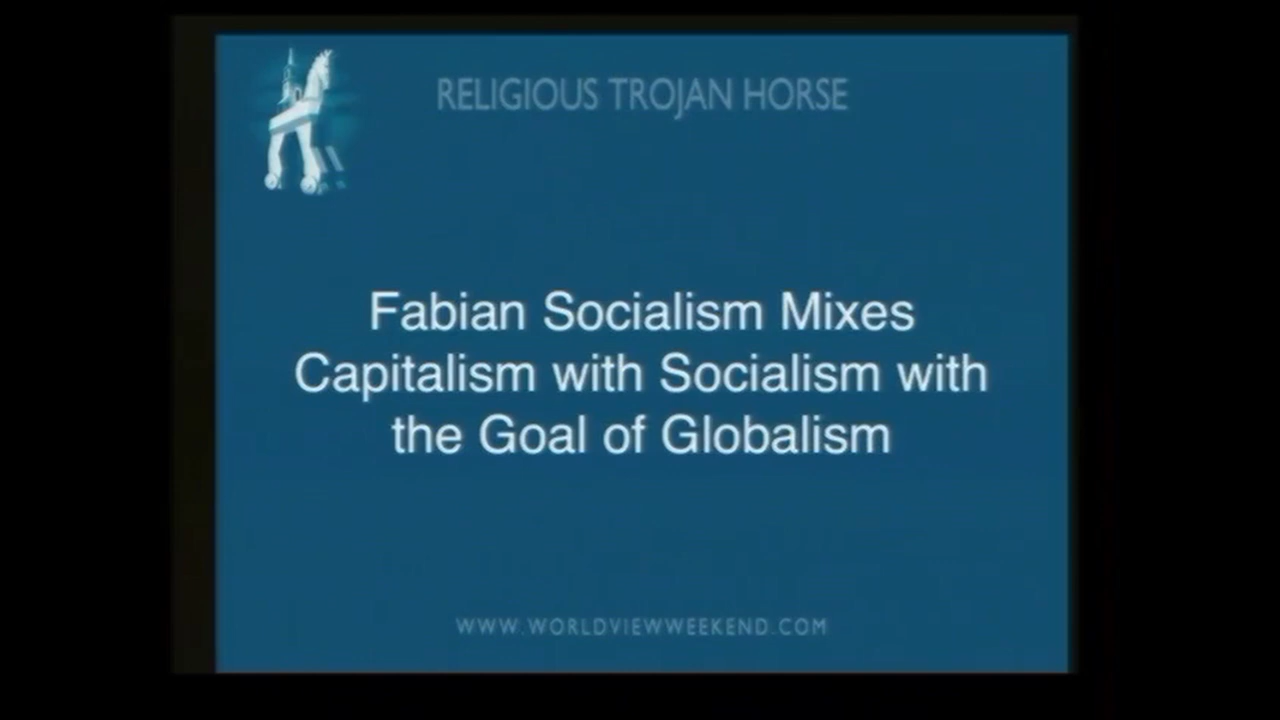 RELIGIOUS TROJAN HORSE
Fabian Socialism Mixes
Capitalism with Socialism with
the Goal of Globalism
WWW.WORLDVIEWWEEKEND.COM